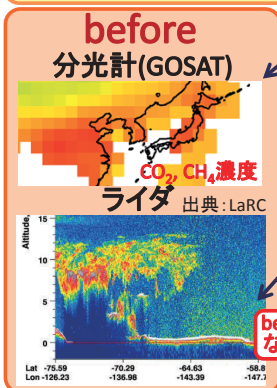 before
分光計(GOSAT)
CO2, CH4濃度
ライダ 出典:LaRC
Altitude,
15
10
5
0
be
な
Lat -75.59 -70.29 -64.63 -58.8
Lon -126.23 -136.98 -143.39 -147.